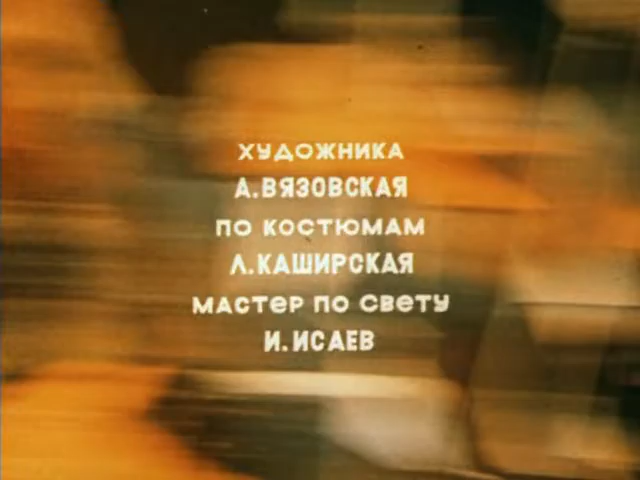 ХУДОЖНИКА
А.ВЯЗОВСКАЯ
ПО КОСТЮМАМ
Л.КАШИРСКАЯ
МАСТЕР ПО СВЕТУ
И.ИСАЕВ